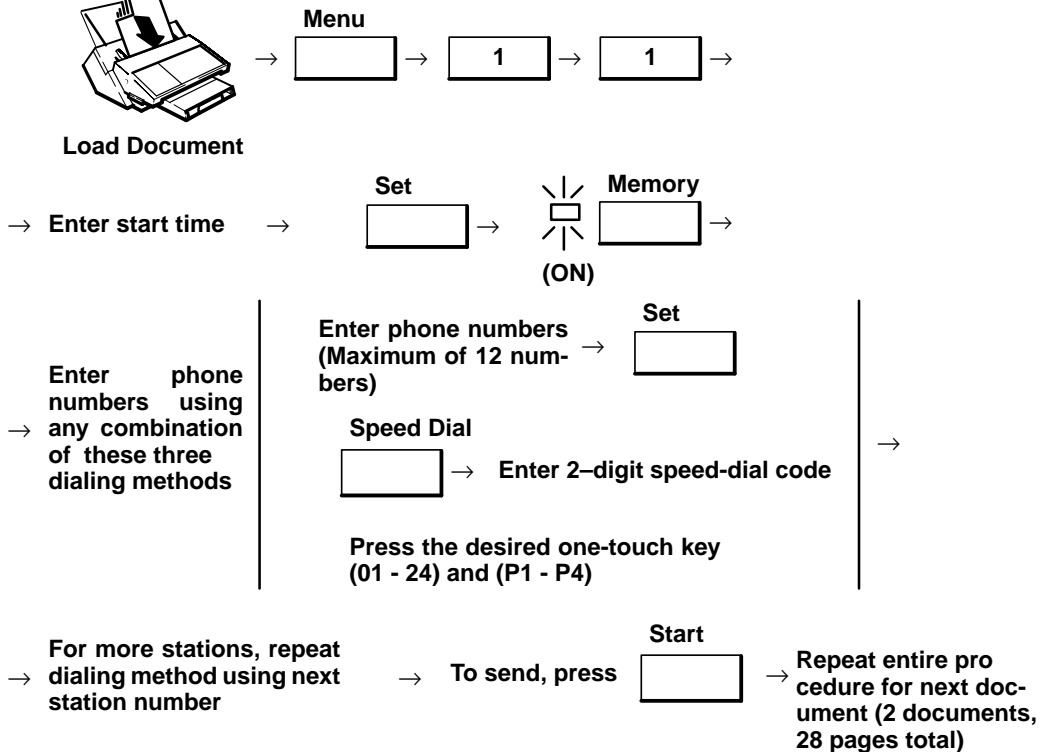 Menu
→ → 1 → 1 →
Load Document
Set Memory
→ Enter start time → → →
(ON)
Enter phone numbers
(Maximum of 12 num-
bers)
→
Set
→ Enter phone
numbers using
any combination
of these three
dialing methods
Speed Dial
→ Enter 2–digit speed-dial code
→
Press the desired one-touch key
(01 - 24) and (P1 - P4)
→ For more stations, repeat
dialing method using next
station number
→ To send, press
Start
→ Repeat entire pro
cedure for next doc-
ument (2 documents,
28 pages total)